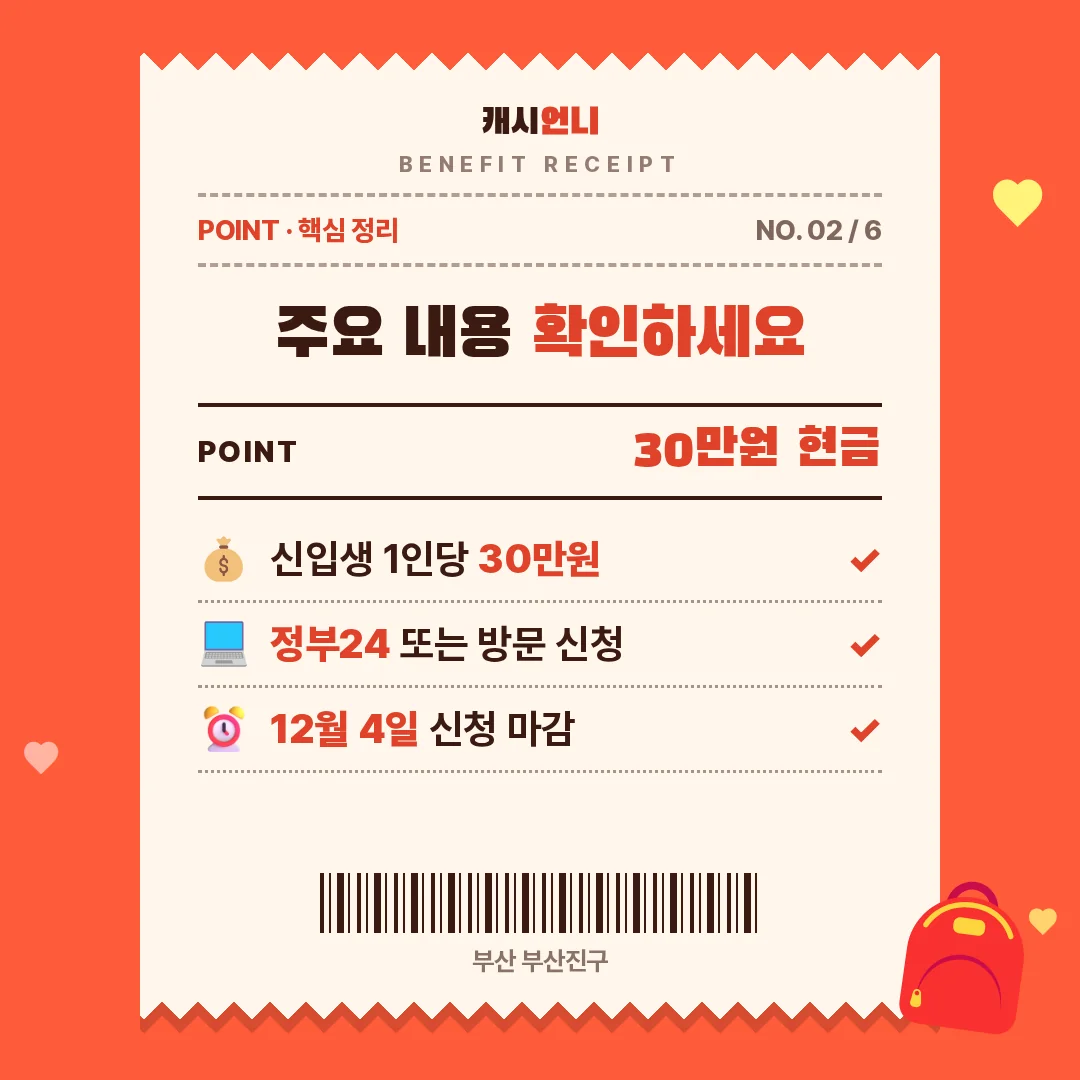 캐시언니
BENEFIT RECEIPT
POINT · 핵심 정리 NO. 02 / 6
주요 내용 확인하세요
POINT 30만원 현금
신입생 1인당 30만원
정부24 또는 방문 신청
12월 4일 신청 마감
부산 부산진구